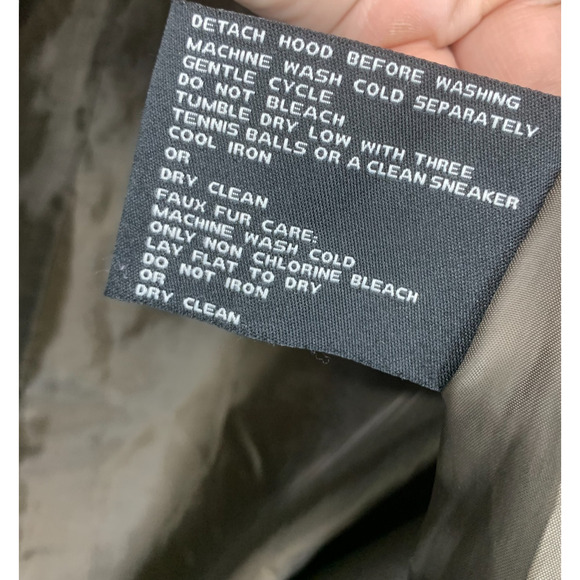 DETACH HOOD BEFORE WASHING
MACHINE WASH COLD SEPARATELY
GENTLE CYCLE
DO NOT BLEACH
TUMBLE DRY LOW WITH THREE
TENNIS BALLS OR A CLEAN SNEAKER
COOL IRON
OR
DRY CLEAN
FAUX FUR CARE:
MACHINE WASH COLD
ONLY NON CHLORINE BLEACH
LAY FLAT TO DRY
DO NOT IRON
OR
DRY CLEAN